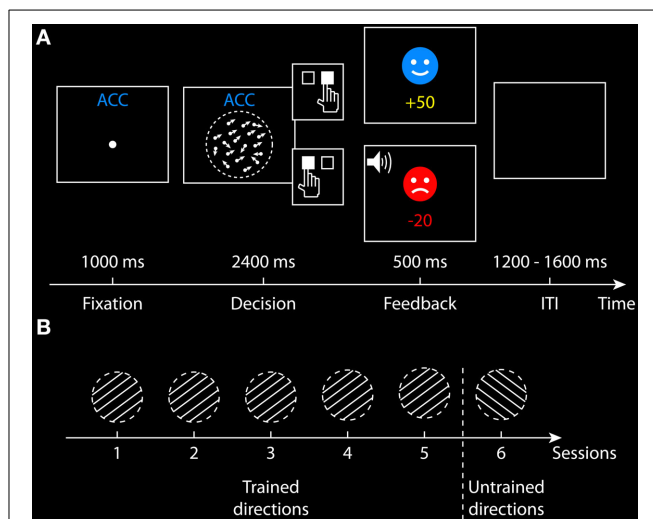 A
ACC
ACC
+50
-20
1000 ms 2400 ms 500 ms 1200 - 1600 ms
Fixation Decision Feedback ITI Time
B
1 2 3 4 5 6 Sessions
Trained Untrained
directions directions